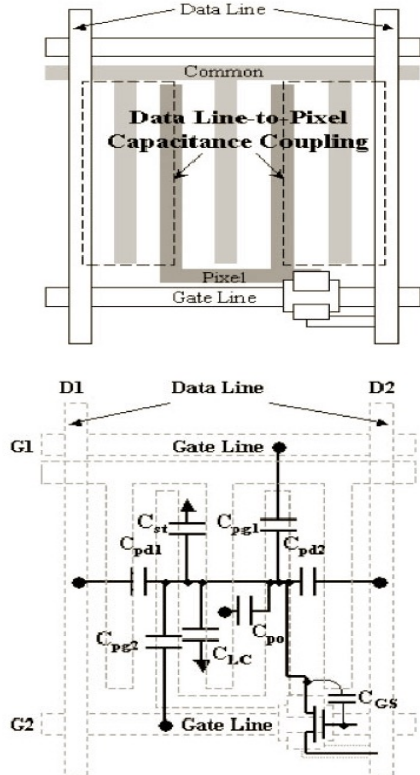 Data Line
Common
Data Line-to-Pixel
Capacitance Coupling
Pixel
Gate Line
D1 Data Line D2
G1 Gate Line
Cst Cpg1
Cpd1 Cpd2
Cpg2 CLC Cpo
CGS
G2 Gate Line